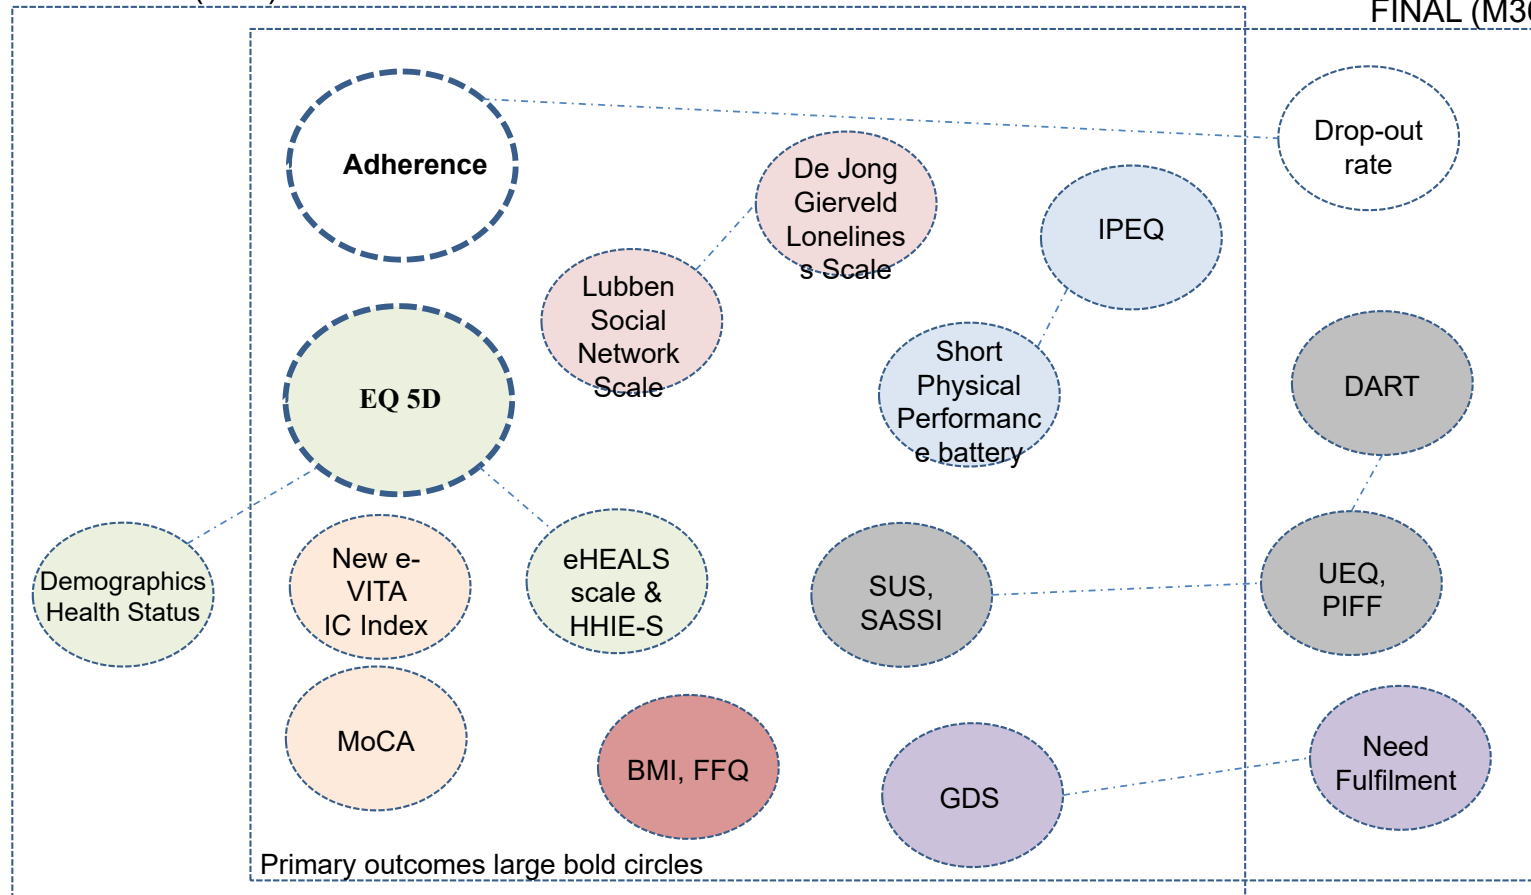 FINAL (M36
Adherence
Drop-out
rate
De Jong
Gierveld
Lonelines
s Scale
IPEQ
Lubben
Social
Network
Scale
Short
Physical
Performanc
e battery
DART
EQ 5D
Demographics
Health Status
New e-
VITA
IC Index
eHEALS
scale &
HHIE-S
SUS,
SASSI
UEQ,
PIFF
MoCA
BMI, FFQ
GDS
Need
Fulfilment
Primary outcomes large bold circles